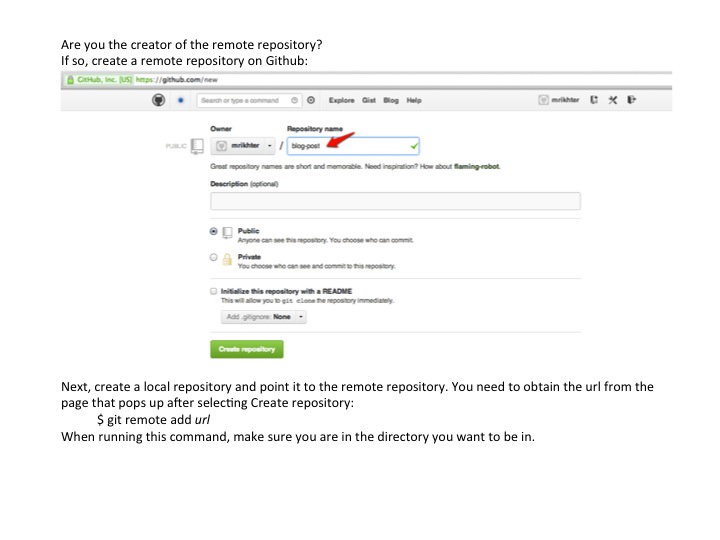 Are you the creator of the remote repository?
If so, create a remote repository on Github:
GitHub, Inc. [US] https://github.com/new
Search or type a command Explore Gist Blog Help mrikhter
Owner Repository name
PUBLIC mrikhter / blog-post
Great repository names are short and memorable. Need inspiration? How about flaming-robot.
Description (optional)
Public
Anyone can see this repository. You choose who can commit.
Private
You choose who can see and commit to this repository.
Initialize this repository with a README
This will allow you to git clone the repository immediately.
Add .gitignore: None
Create repository
Next, create a local repository and point it to the remote repository. You need to obtain the url from the
page that pops up after selecting Create repository:
$ git remote add url
When running this command, make sure you are in the directory you want to be in.